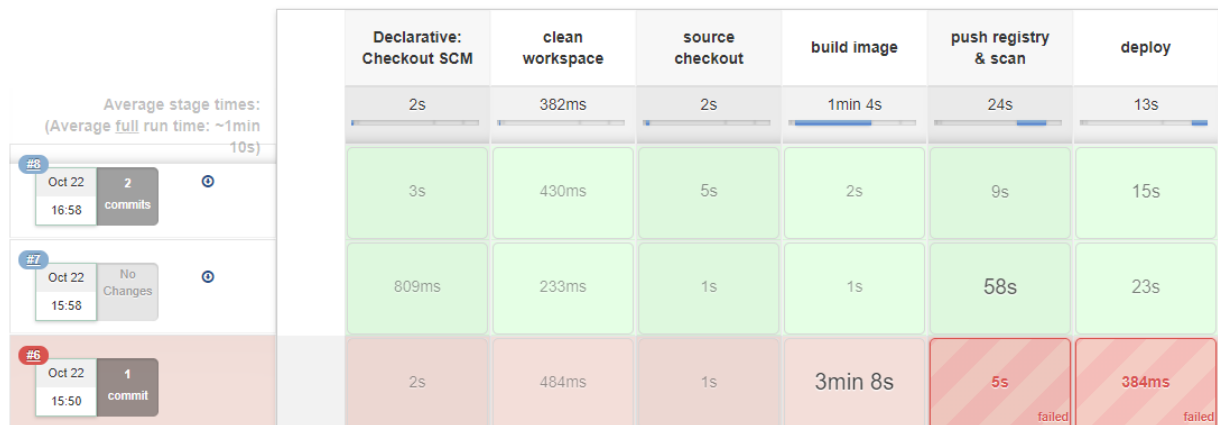 Declarative:
Checkout SCM
clean
workspace
source
checkout
build image
push registry
& scan
deploy
Average stage times:
(Average full run time: ~1min
10s)
2s
382ms
2s
1min 4s
24s
13s
#8
Oct 22
16:58
2
commits
3s
430ms
5s
2s
9s
15s
#7
Oct 22
15:58
No
Changes
809ms
233ms
1s
1s
58s
23s
#6
Oct 22
15:50
1
commit
2s
484ms
1s
3min 8s
5s
failed
384ms
failed